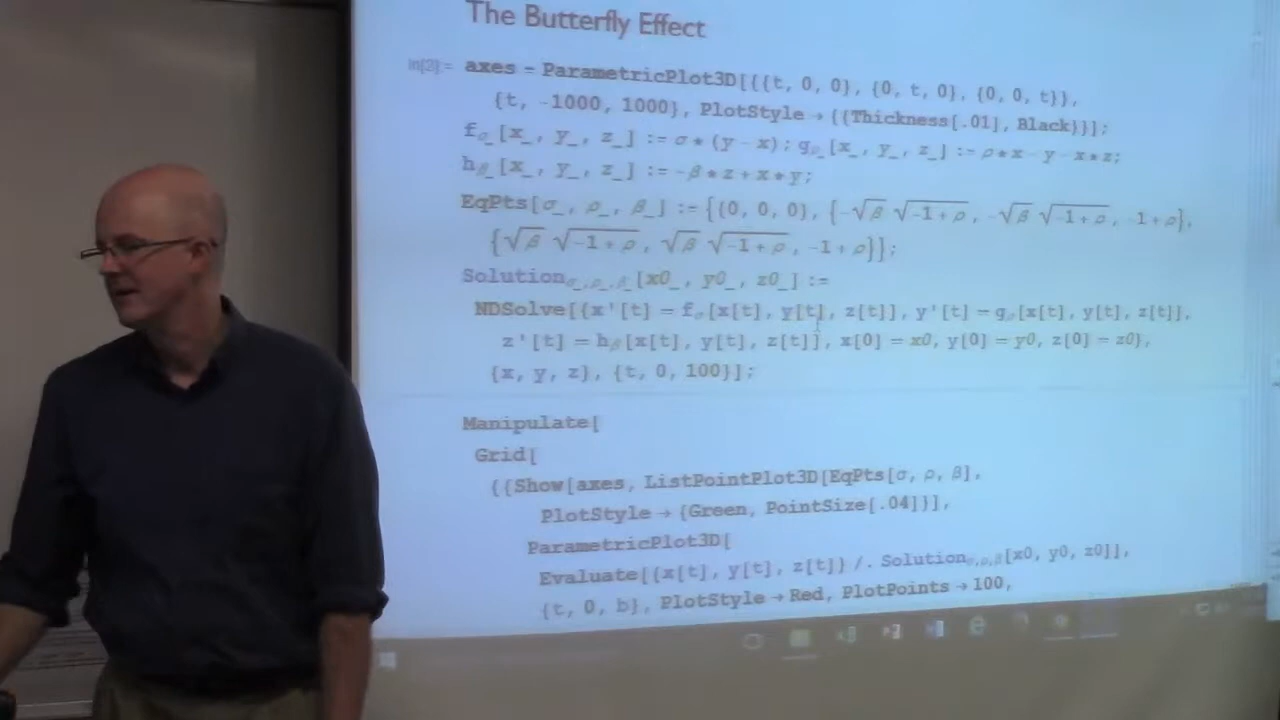 The Butterfly Effect
In[2]:= axes = ParametricPlot3D[{{t, 0, 0}, {0, t, 0}, {0, 0, t}},
{t, -1000, 1000}, PlotStyle → {{Thickness[.01], Black}}];
fσ_[x_, y_, z_] := σ * (y - x); gρ_[x_, y_, z_] := ρ * x - y - x * z;
hβ_[x_, y_, z_] := -β * z + x * y;
EqPts[σ_, ρ_, β_] := {{0, 0, 0}, {-√β √-1 + ρ, -√β √-1 + ρ, -1 + ρ},
{√β √-1 + ρ, √β √-1 + ρ, -1 + ρ}};
Solutionσ_,ρ_,β_[x0_, y0_, z0_] :=
NDSolve[{x'[t] == fσ[x[t], y[t], z[t]], y'[t] == gρ[x[t], y[t], z[t]],
z'[t] == hβ[x[t], y[t], z[t]], x[0] == x0, y[0] == y0, z[0] == z0},
{x, y, z}, {t, 0, 100}];
Manipulate[
Grid[
{{Show[axes, ListPointPlot3D[EqPts[σ, ρ, β],
PlotStyle → {Green, PointSize[.04]}],
ParametricPlot3D[
Evaluate[{x[t], y[t], z[t]} /. Solutionσ,ρ,β[x0, y0, z0]],
{t, 0, b}, PlotStyle → Red, PlotPoints → 100,